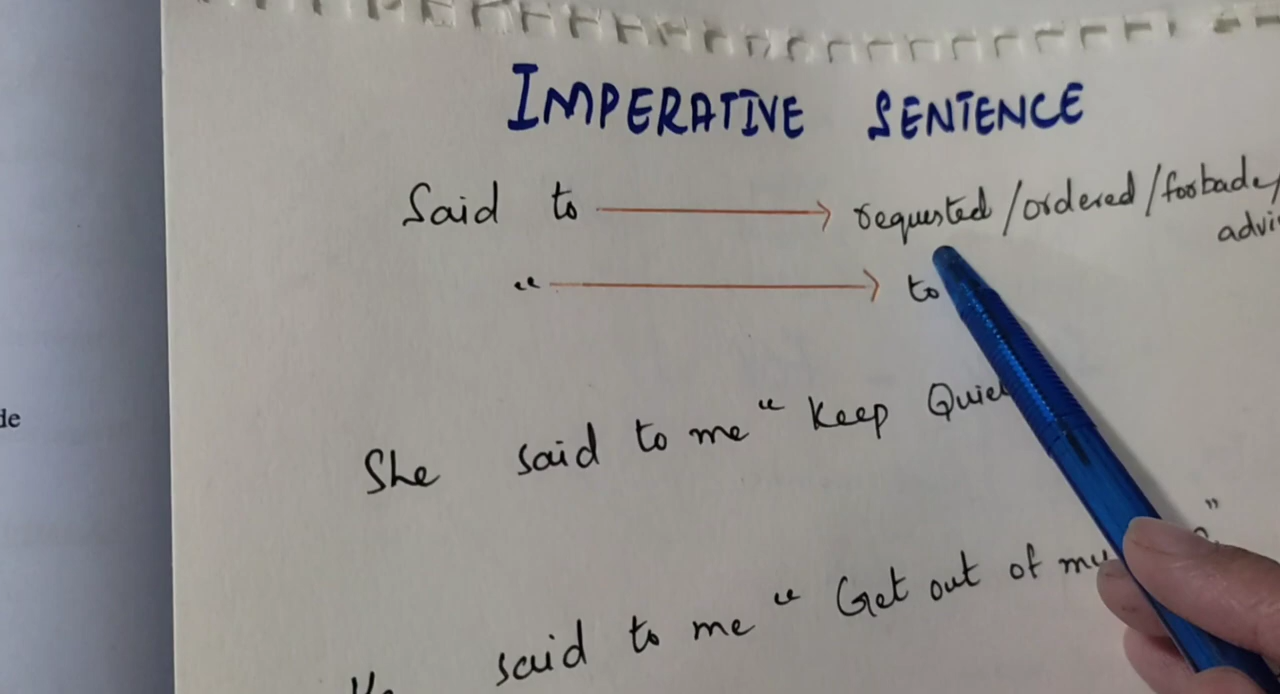 IMPERATIVE SENTENCE
Said to → requested / ordered / forbade /
advi
" → to
de
She said to me " Keep Quie
said to me " Get out of my "